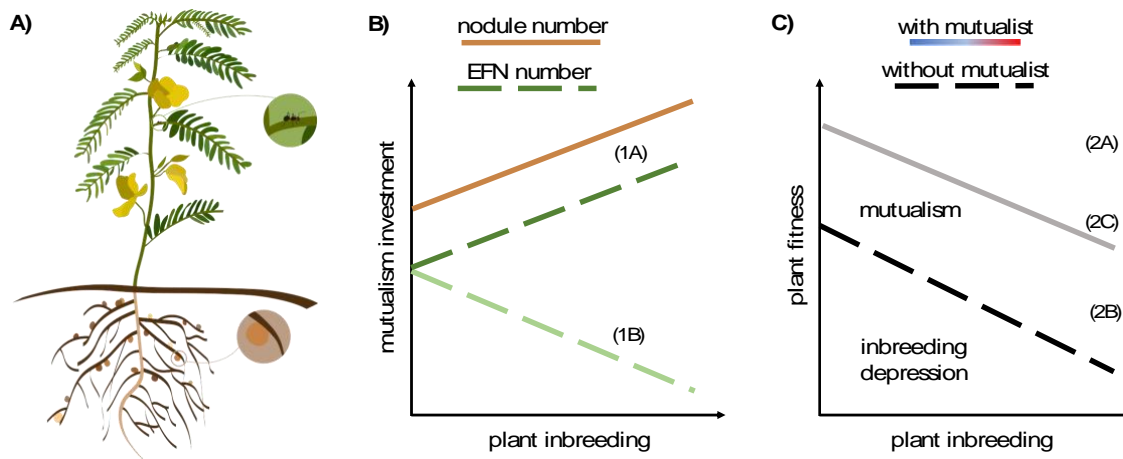 A)
B)
nodule number
EFN number
mutualism investment
(1A)
(1B)
plant inbreeding
C)
with mutualist
without mutualist
plant fitness
(2A)
mutualism
(2C)
(2B)
inbreeding
depression
plant inbreeding